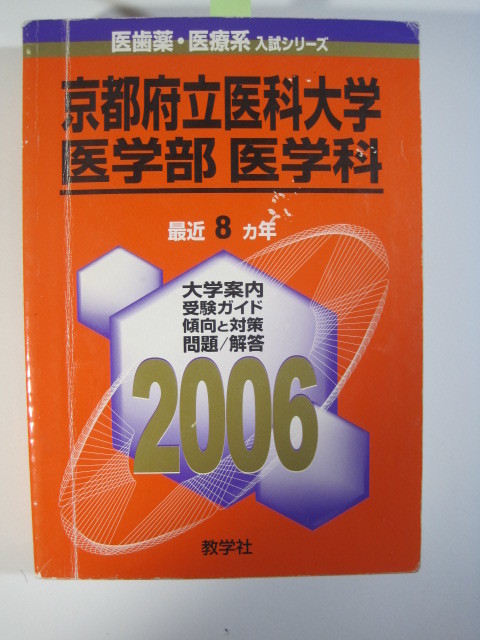 医歯薬・医療系 入試シリーズ
京都府立医科大学
医学部 医学科
最近 8 カ年
大学案内
受験ガイド
傾向と対策
問題/解答
2006
教学社